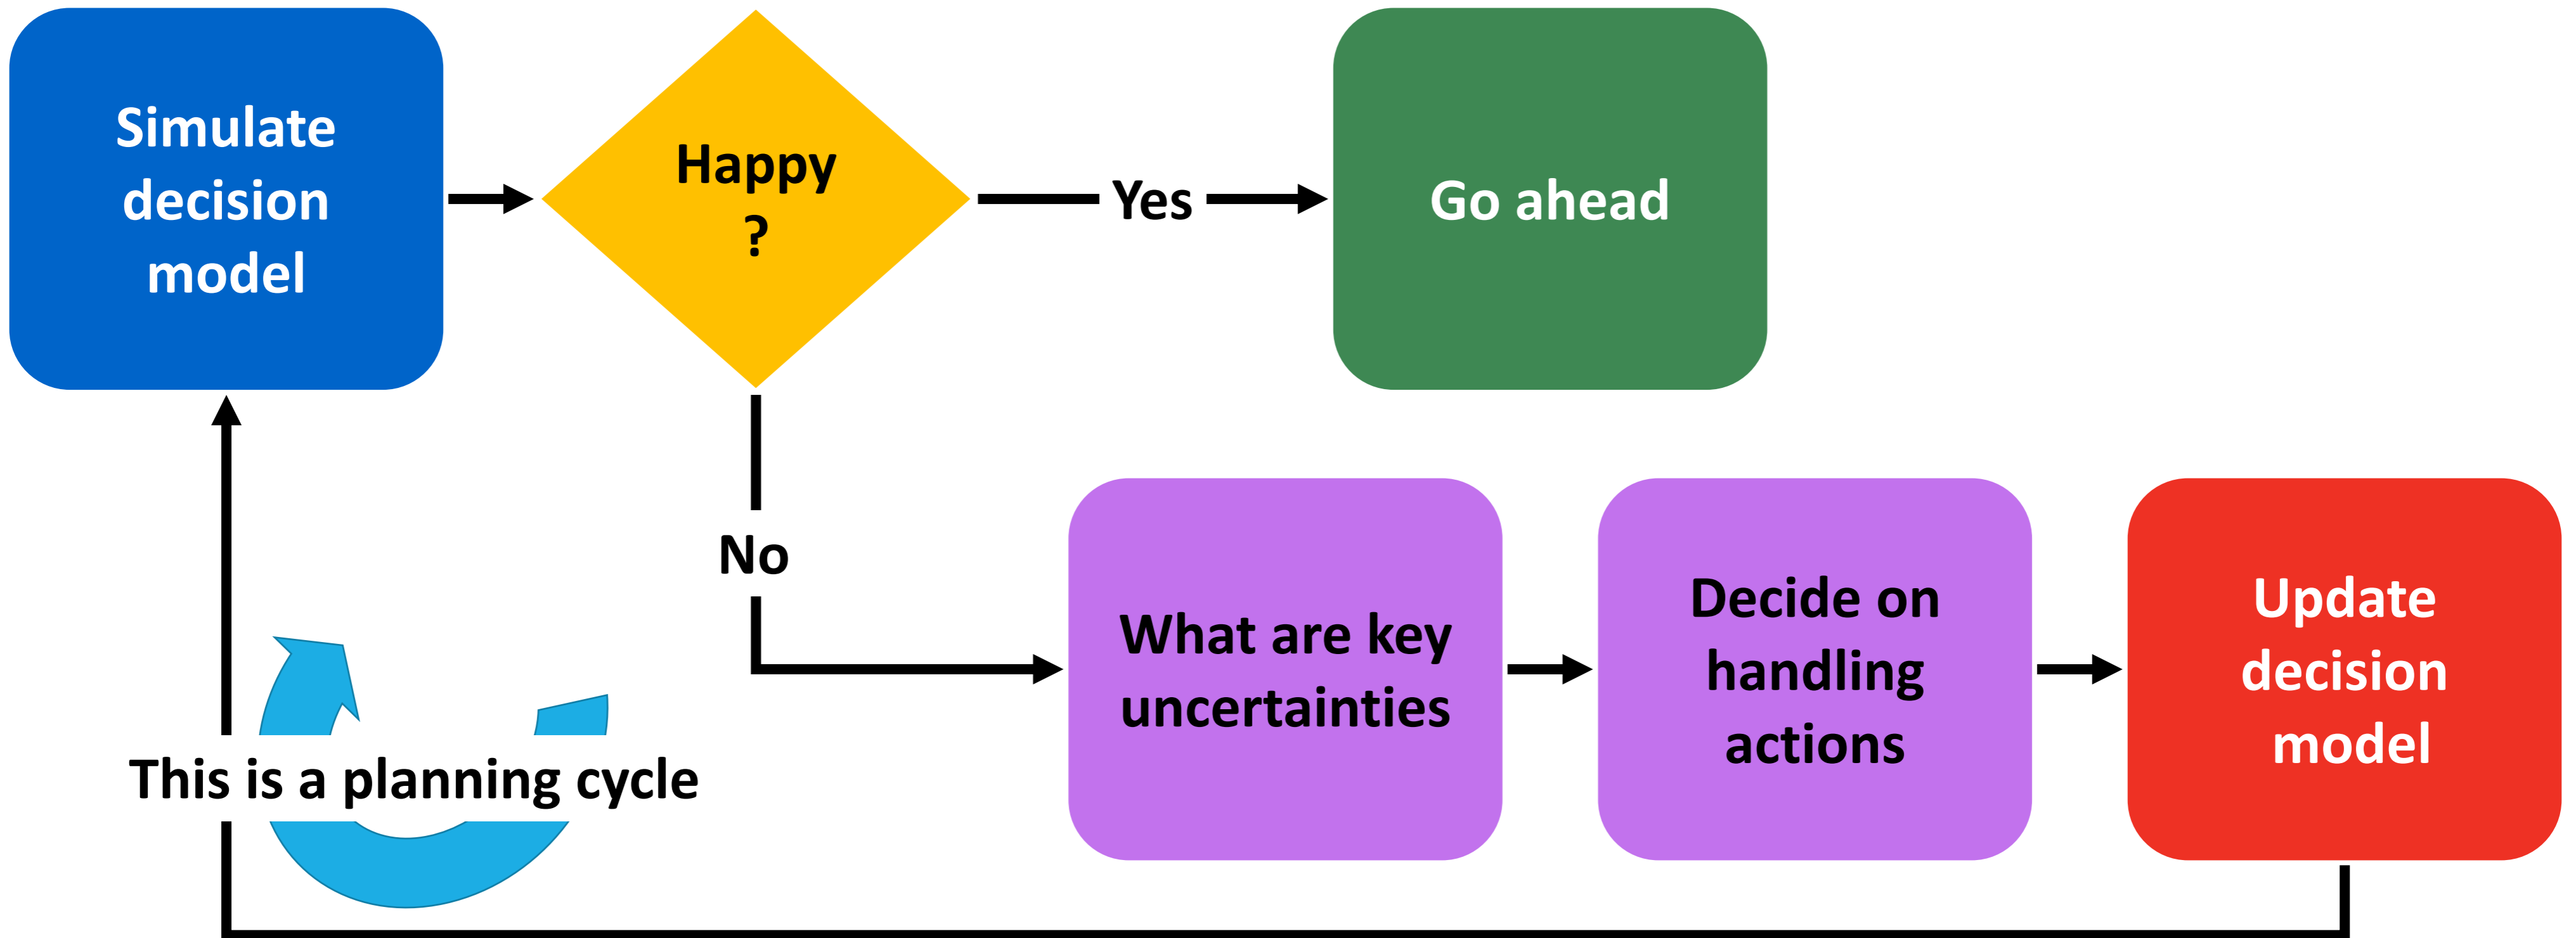 Simulate
decision
model
Happy
?
Yes
Go ahead
No
What are key
uncertainties
Decide on
handling
actions
Update
decision
model
This is a planning cycle